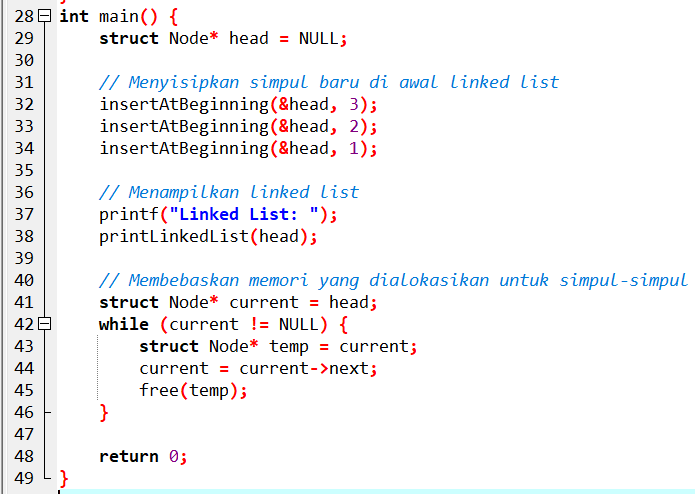 28 int main() {
29 struct Node* head = NULL;
30
31 // Menyisipkan simpul baru di awal linked list
32 insertAtBeginning(&head, 3);
33 insertAtBeginning(&head, 2);
34 insertAtBeginning(&head, 1);
35
36 // Menampilkan linked list
37 printf("Linked List: ");
38 printLinkedList(head);
39
40 // Membebaskan memori yang dialokasikan untuk simpul-simpul
41 struct Node* current = head;
42 while (current != NULL) {
43 struct Node* temp = current;
44 current = current->next;
45 free(temp);
46 }
47
48 return 0;
49 }